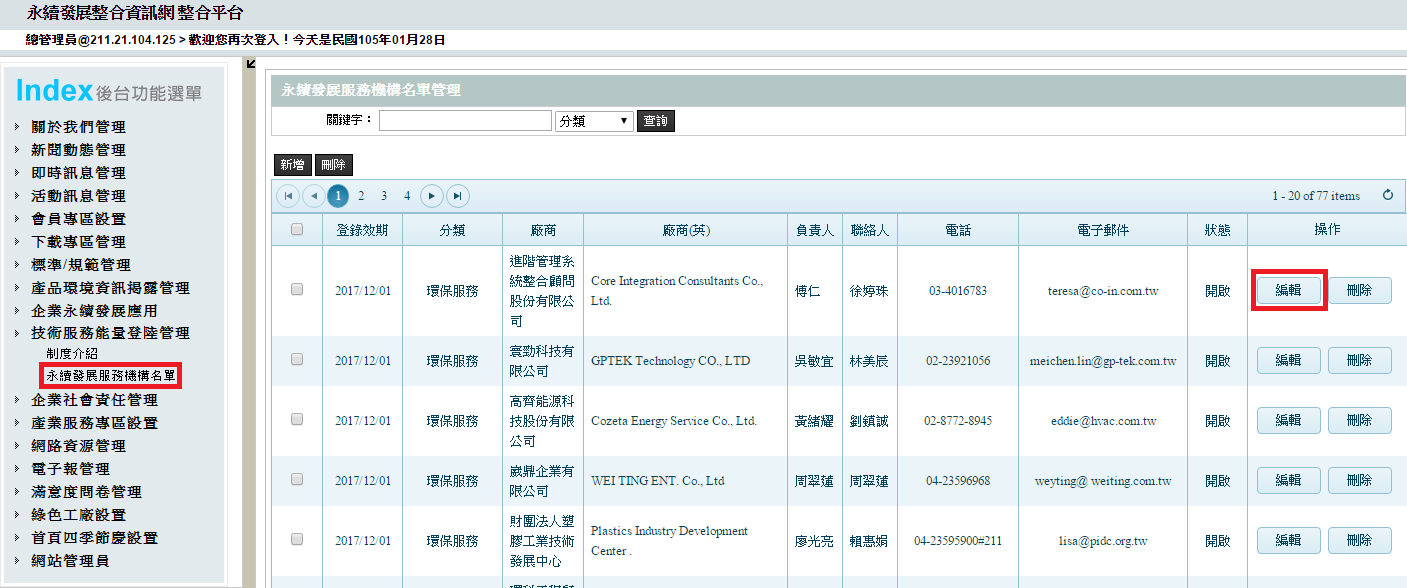 永續發展整合資訊網 整合平台
總管理員@211.21.104.125 > 歡迎您再次登入！今天是民國105年01月28日
Index後台功能選單
關於我們管理
新聞動態管理
即時訊息管理
活動訊息管理
會員專區設置
下載專區管理
標準/規範管理
產品環境資訊揭露管理
企業永續發展應用
技術服務能量登陸管理
制度介紹
永續發展服務機構名單
企業社會責任管理
產業服務專區設置
網路資源管理
電子報管理
滿意度問卷管理
綠色工廠設置
首頁四季節慶設置
網站管理員
永續發展服務機構名單管理
關鍵字： 分類 查詢
新增 刪除
1 2 3 4 1 - 20 of 77 items
登錄效期 分類 廠商 廠商(英) 負責人 聯絡人 電話 電子郵件 狀態 操作
2017/12/01 環保服務 進階管理系統整合顧問股份有限公司 Core Integration Consultants Co., Ltd. 傅仁 徐婷珠 03-4016783 teresa@co-in.com.tw 開啟 編輯 刪除
2017/12/01 環保服務 寰勁科技有限公司 GPTEK Technology CO., LTD 吳敏宜 林美辰 02-23921056 meichen.lin@gp-tek.com.tw 開啟 編輯 刪除
2017/12/01 環保服務 高齊能源科技股份有限公司 Cozeta Energy Service Co., Ltd. 黃緒耀 劉鎮誠 02-8772-8945 eddie@hvac.com.tw 開啟 編輯 刪除
2017/12/01 環保服務 崴鼎企業有限公司 WEI TING ENT. Co., Ltd 周翠蓮 周翠蓮 04-23596968 weyting@ weiting.com.tw 開啟 編輯 刪除
2017/12/01 環保服務 財團法人塑膠工業技術發展中心 Plastics Industry Development Center . 廖光亮 賴惠娟 04-23595900#211 lisa@pidc.org.tw 開啟 編輯 刪除